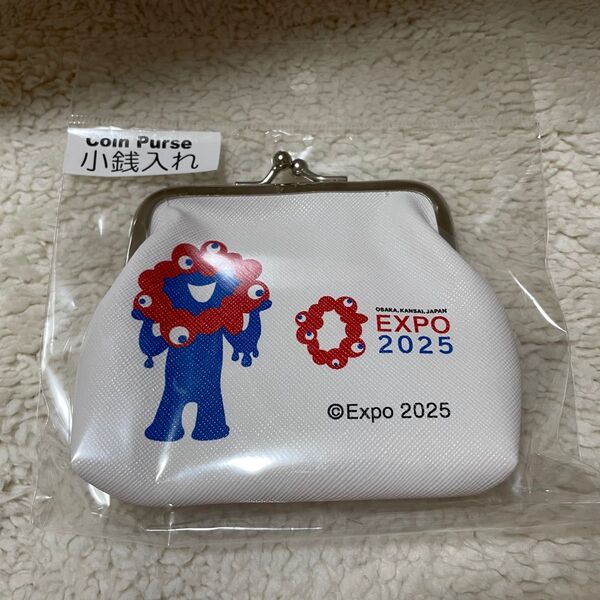 Coin Purse
小銭入れ
OSAKA, KANSAI, JAPAN
EXPO
2025
©Expo 2025